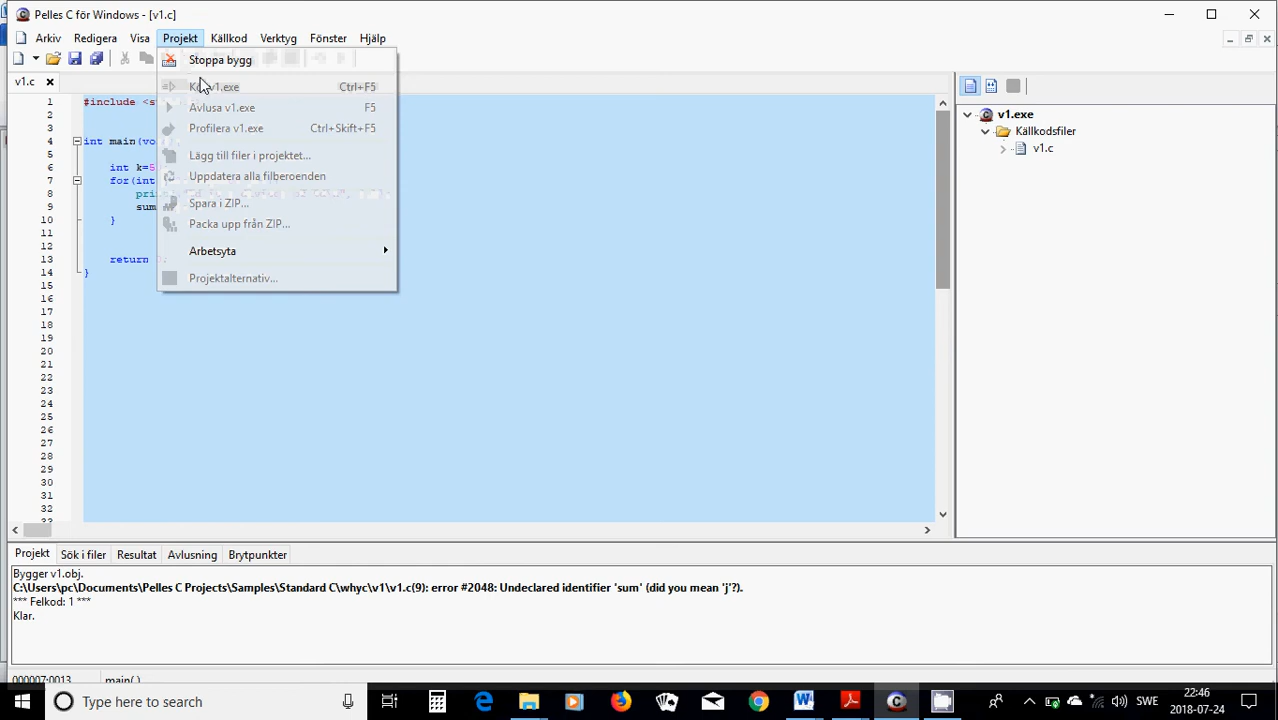 Pelles C för Windows - [v1.c]
Arkiv Redigera Visa Projekt Källkod Verktyg Fönster Hjälp
Stoppa bygg
v1.c
v1.exe Ctrl+F5
Avlusa v1.exe F5
Profilera v1.exe Ctrl+Skift+F5
Lägg till filer i projektet...
Uppdatera alla filberoenden
Spara i ZIP...
Packa upp från ZIP...
Arbetsyta
Projektalternativ...
1 #include <s
2
3
4 int main(vo
5
6 int k=5
7 for(int
8 pri
9 sum
10 }
11
12
13 return
14 }
15
16
17
18
19
20
21
22
23
24
25
26
27
28
29
30
31
32
33
v1.exe
Källkodsfiler
v1.c
Projekt Sök i filer Resultat Avlusning Brytpunkter
Bygger v1.obj.
C:\Users\pc\Documents\Pelles C Projects\Samples\Standard C\whyc\v1\v1.c(9): error #2048: Undeclared identifier 'sum' (did you mean 'j'?).
*** Felkod: 1 ***
Klar.
000007:0013 main( )
Type here to search
SWE
22:46
2018-07-24